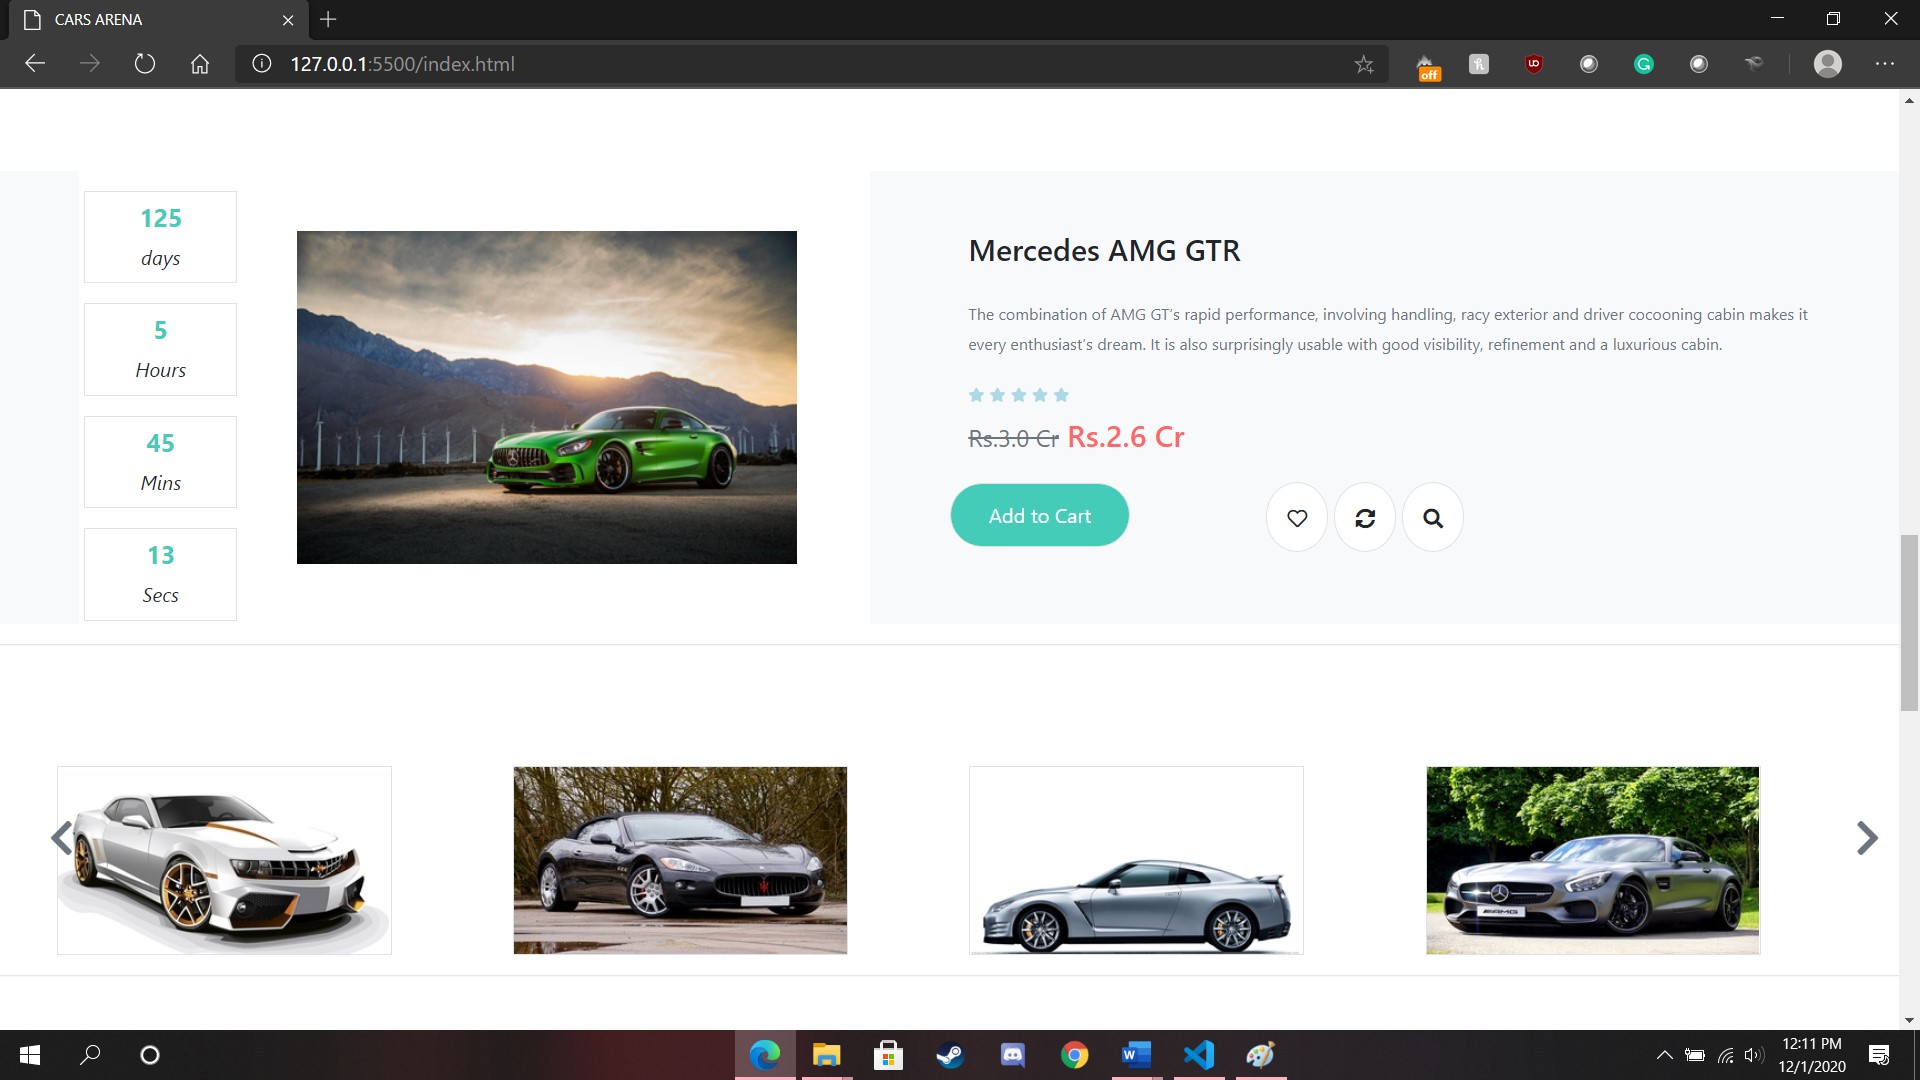 CARS ARENA
127.0.0.1:5500/index.html
off
125
days
5
Hours
45
Mins
13
Secs
Mercedes AMG GTR
The combination of AMG GT’s rapid performance, involving handling, racy exterior and driver cocooning cabin makes it
every enthusiast’s dream. It is also surprisingly usable with good visibility, refinement and a luxurious cabin.
Rs.3.0 Cr Rs.2.6 Cr
Add to Cart
AMG
12:11 PM
12/1/2020